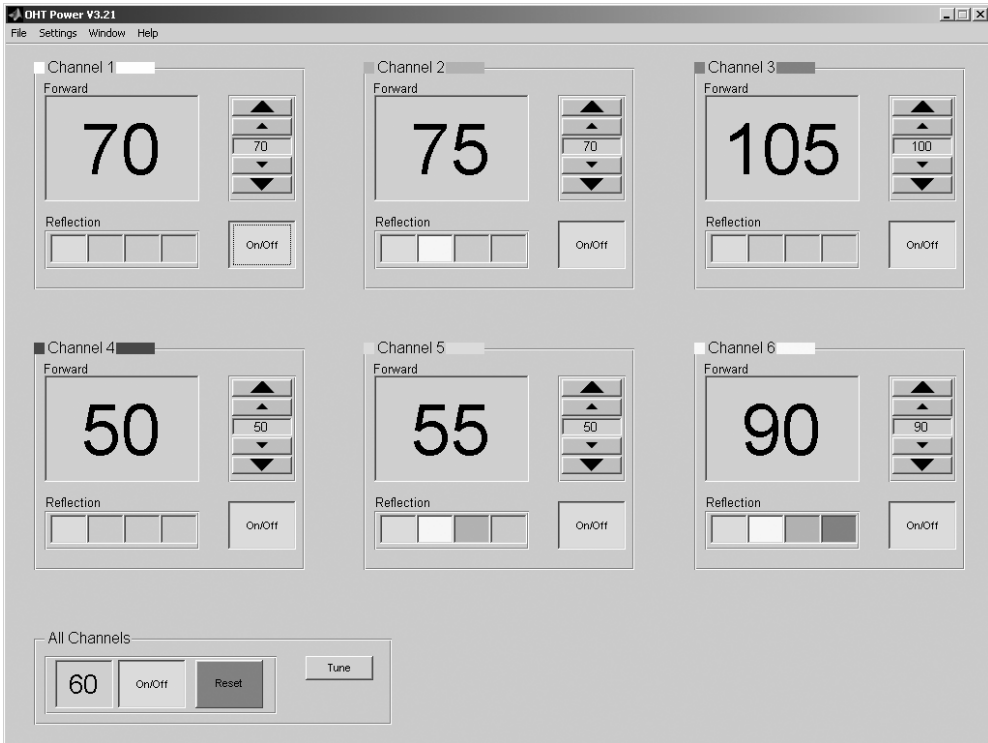 OHT Power V3.21
File Settings Window Help
Channel 1
Forward
70
70
Reflection
On/Off
Channel 2
Forward
75
70
Reflection
On/Off
Channel 3
Forward
105
100
Reflection
On/Off
Channel 4
Forward
50
50
Reflection
On/Off
Channel 5
Forward
55
50
Reflection
On/Off
Channel 6
Forward
90
90
Reflection
On/Off
All Channels
60
On/Off
Reset
Tune